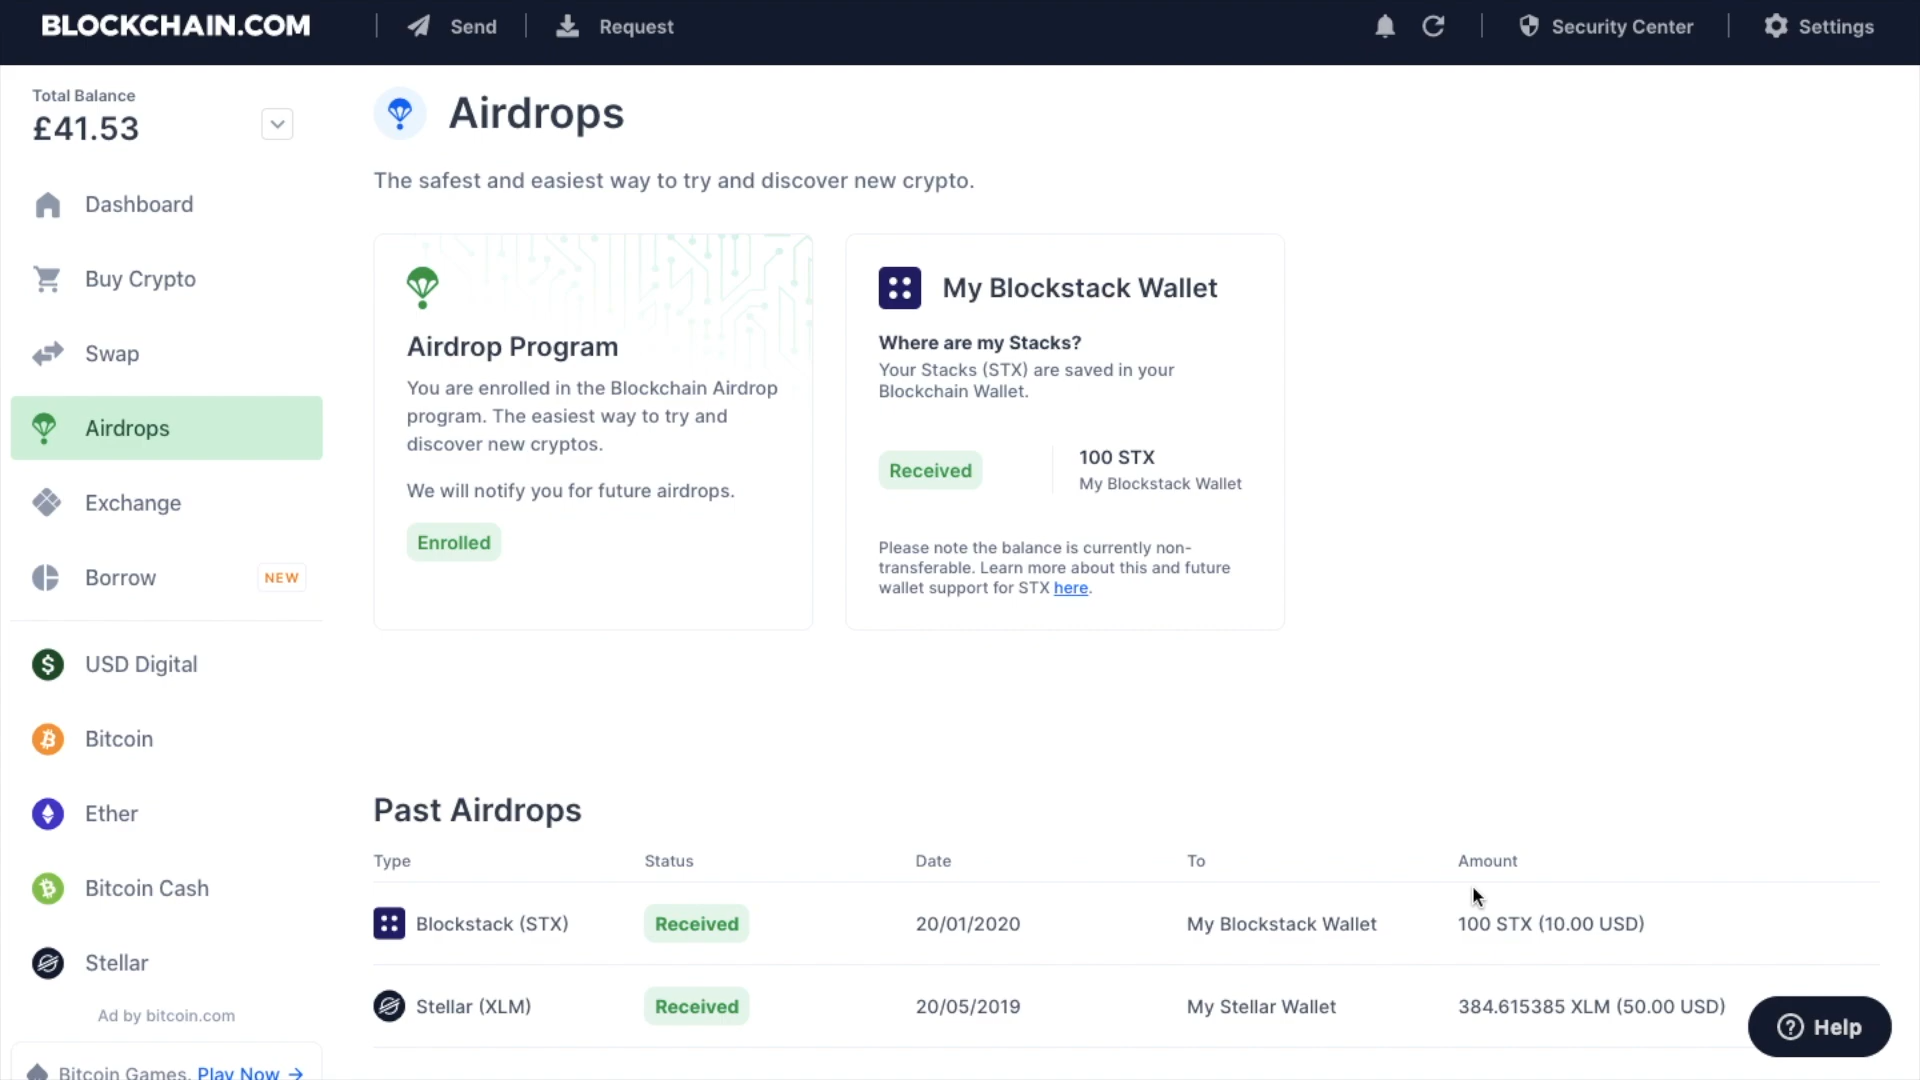 BLOCKCHAIN.COM
Send
Request
Security Center
Settings
Total Balance
£41.53
Dashboard
Buy Crypto
Swap
Airdrops
Exchange
Borrow
NEW
USD Digital
Bitcoin
Ether
Bitcoin Cash
Stellar
Ad by bitcoin.com
Bitcoin Games. Play Now →
Airdrops
The safest and easiest way to try and discover new crypto.
Airdrop Program
You are enrolled in the Blockchain Airdrop
program. The easiest way to try and
discover new cryptos.
We will notify you for future airdrops.
Enrolled
My Blockstack Wallet
Where are my Stacks?
Your Stacks (STX) are saved in your
Blockchain Wallet.
Received
100 STX
My Blockstack Wallet
Please note the balance is currently non-
transferable. Learn more about this and future
wallet support for STX here.
Past Airdrops
Type Status Date To Amount
Blockstack (STX) Received 20/01/2020 My Blockstack Wallet 100 STX (10.00 USD)
Stellar (XLM) Received 20/05/2019 My Stellar Wallet 384.615385 XLM (50.00 USD)
Help